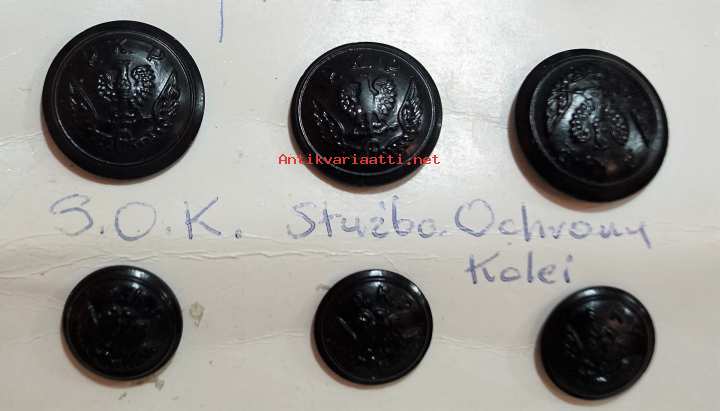 P.K.P.
Antikvariaatti.net
S.O.K. Służba Ochrony
Kolei